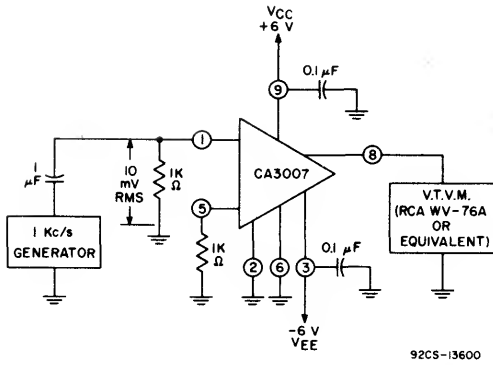 VCC
+6 V
0.1 µF
9
1
8
1
µF
10
mV
RMS
1K
Ω
CA3007
5
1 Kc/s
GENERATOR
1K
Ω
V.T.V.M.
(RCA WV-76A
OR
EQUIVALENT)
2
6
3
0.1 µF
-6 V
VEE
92CS-13600